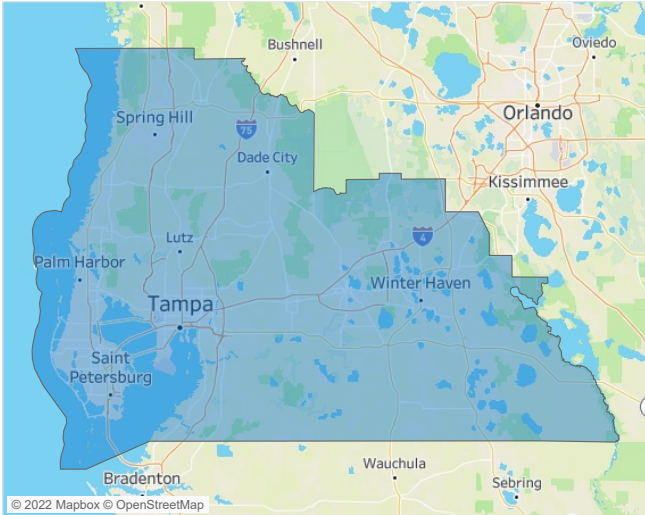 Bushnell
Oviedo
Orlando
Spring Hill
75
Dade City
Kissimmee
Lutz
4
Palm Harbor
Winter Haven
Tampa
Saint
Petersburg
Wauchula
Bradenton
Sebring
© 2022 Mapbox © OpenStreetMap